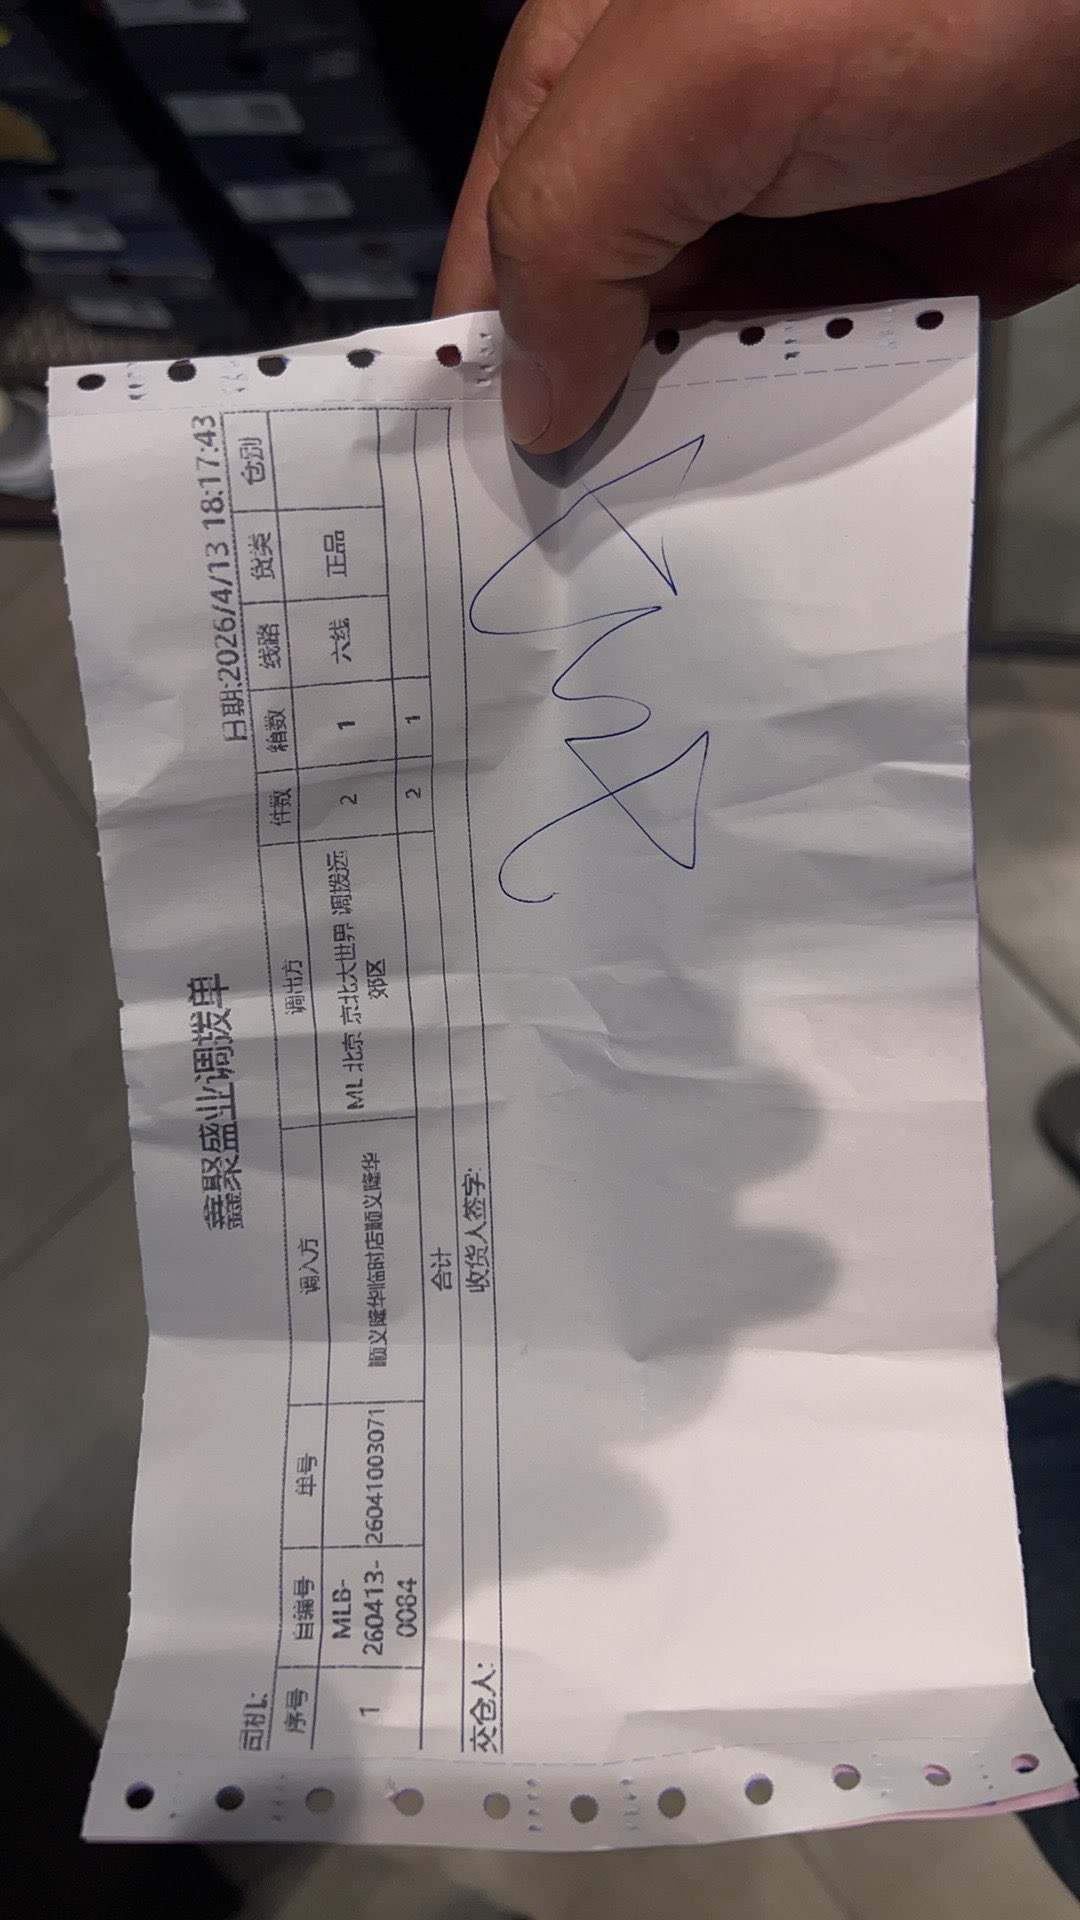 鑫聚盛业调拨单
司机: 日期:2026/4/13 18:17:43
序号 自编号 单号 调入方 调出方 件数 箱数 线路 货类 仓别
1 MLB-260413-0064 26041003071 顺义隆华临时店顺义隆华 ML 北京 京北大世界 调拨远郊区 2 1 六线 正品
合计 2 1
交仓人: 收货人签字: